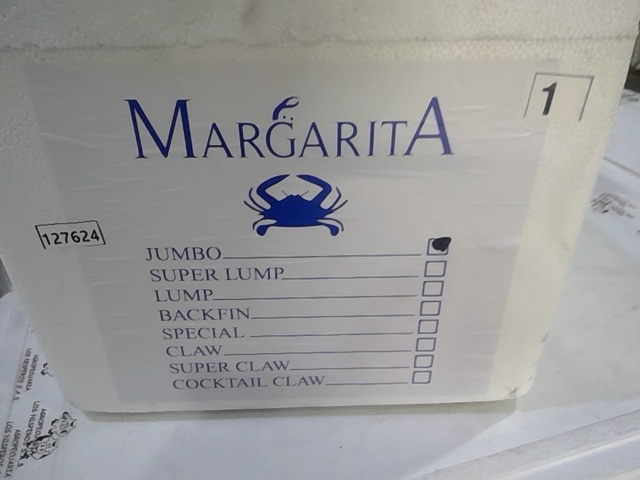 1
MARGARITA
127624
JUMBO
SUPER LUMP
LUMP
BACKFIN
SPECIAL
CLAW
SUPER CLAW
COCKTAIL CLAW